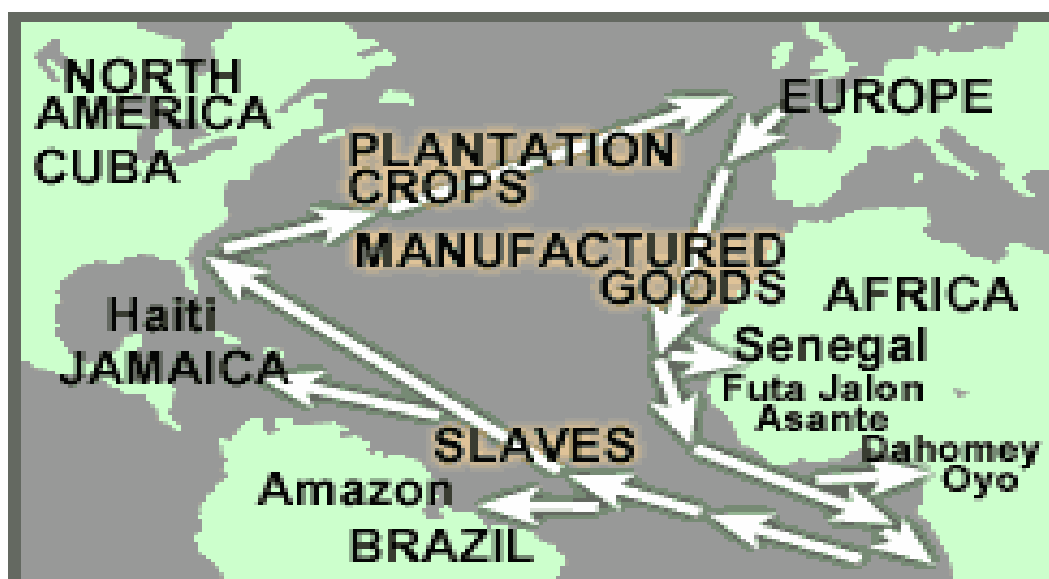 NORTH
AMERICA
CUBA
EUROPE
PLANTATION
CROPS
MANUFACTURED
GOODS
AFRICA
Haiti
JAMAICA
Senegal
Futa Jalon
Asante
Dahomey
Oyo
SLAVES
Amazon
BRAZIL